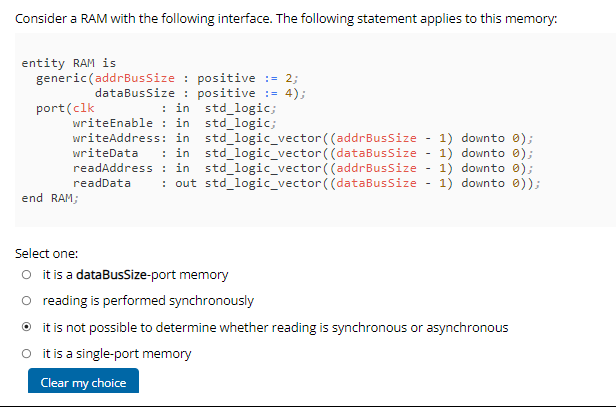 Consider a RAM with the following interface. The following statement applies to this memory:
entity RAM is
  generic(addrBusSize : positive := 2;
          dataBusSize : positive := 4);
  port(clk          : in  std_logic;
       writeEnable : in  std_logic;
       writeAddress: in  std_logic_vector((addrBusSize - 1) downto 0);
       writeData   : in  std_logic_vector((dataBusSize - 1) downto 0);
       readAddress : in  std_logic_vector((addrBusSize - 1) downto 0);
       readData    : out std_logic_vector((dataBusSize - 1) downto 0));
end RAM;
Select one:
it is a dataBusSize-port memory
reading is performed synchronously
it is not possible to determine whether reading is synchronous or asynchronous
it is a single-port memory
Clear my choice